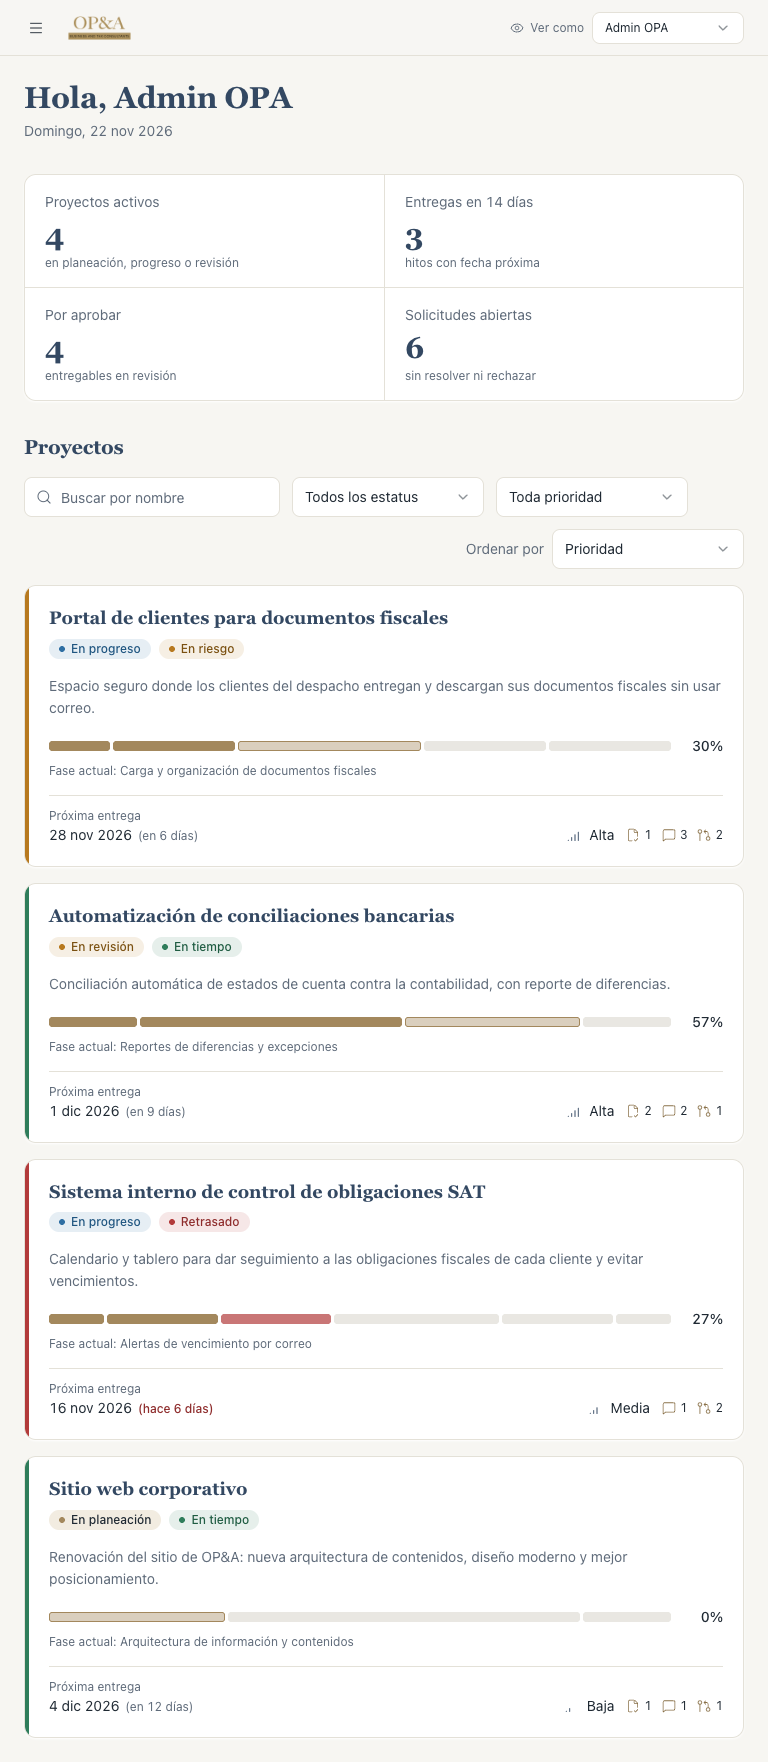 OP&A
Ver como
Admin OPA
Hola, Admin OPA
Domingo, 22 nov 2026
Proyectos activos
4
en planeación, progreso o revisión
Entregas en 14 días
3
hitos con fecha próxima
Por aprobar
4
entregables en revisión
Solicitudes abiertas
6
sin resolver ni rechazar
Proyectos
Buscar por nombre
Todos los estatus
Toda prioridad
Ordenar por
Prioridad
Portal de clientes para documentos fiscales
En progreso
En riesgo
Espacio seguro donde los clientes del despacho entregan y descargan sus documentos fiscales sin usar
correo.
30%
Fase actual: Carga y organización de documentos fiscales
Próxima entrega
28 nov 2026 (en 6 días)
Alta
1
3
2
Automatización de conciliaciones bancarias
En revisión
En tiempo
Conciliación automática de estados de cuenta contra la contabilidad, con reporte de diferencias.
57%
Fase actual: Reportes de diferencias y excepciones
Próxima entrega
1 dic 2026 (en 9 días)
Alta
2
2
1
Sistema interno de control de obligaciones SAT
En progreso
Retrasado
Calendario y tablero para dar seguimiento a las obligaciones fiscales de cada cliente y evitar
vencimientos.
27%
Fase actual: Alertas de vencimiento por correo
Próxima entrega
16 nov 2026 (hace 6 días)
Media
1
2
Sitio web corporativo
En planeación
En tiempo
Renovación del sitio de OP&A: nueva arquitectura de contenidos, diseño moderno y mejor
posicionamiento.
0%
Fase actual: Arquitectura de información y contenidos
Próxima entrega
4 dic 2026 (en 12 días)
Baja
1
1
1